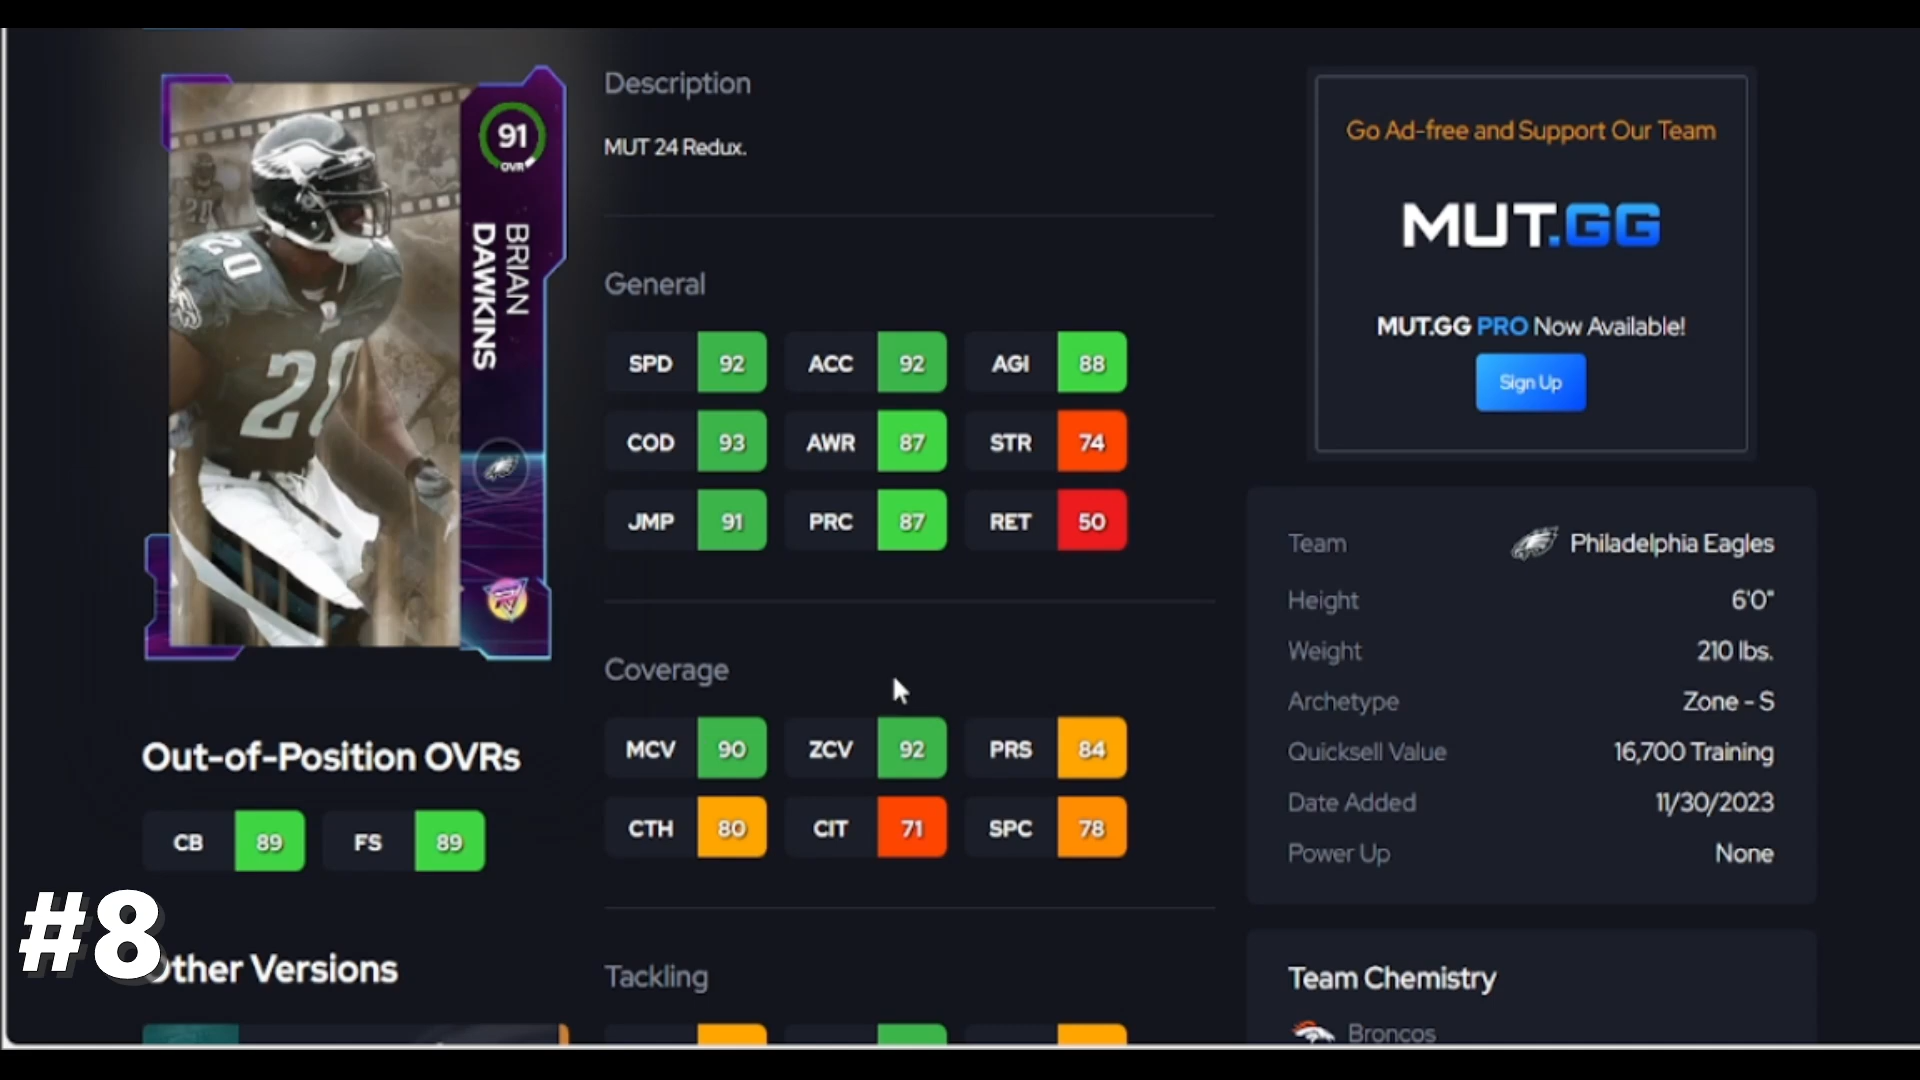 91
OVR
BRIAN
DAWKINS
20
20
Description
MUT 24 Redux.
General
SPD 92 ACC 92 AGI 88
COD 93 AWR 87 STR 74
JMP 91 PRC 87 RET 50
Coverage
MCV 90 ZCV 92 PRS 84
CTH 80 CIT 71 SPC 78
Tackling
Out-of-Position OVRs
CB 89 FS 89
#8
Other Versions
Go Ad-free and Support Our Team
MUT.GG
MUT.GG PRO Now Available!
Sign Up
Team Philadelphia Eagles
Height 6'0"
Weight 210 lbs.
Archetype Zone - S
Quicksell Value 16,700 Training
Date Added 11/30/2023
Power Up None
Team Chemistry
Broncos